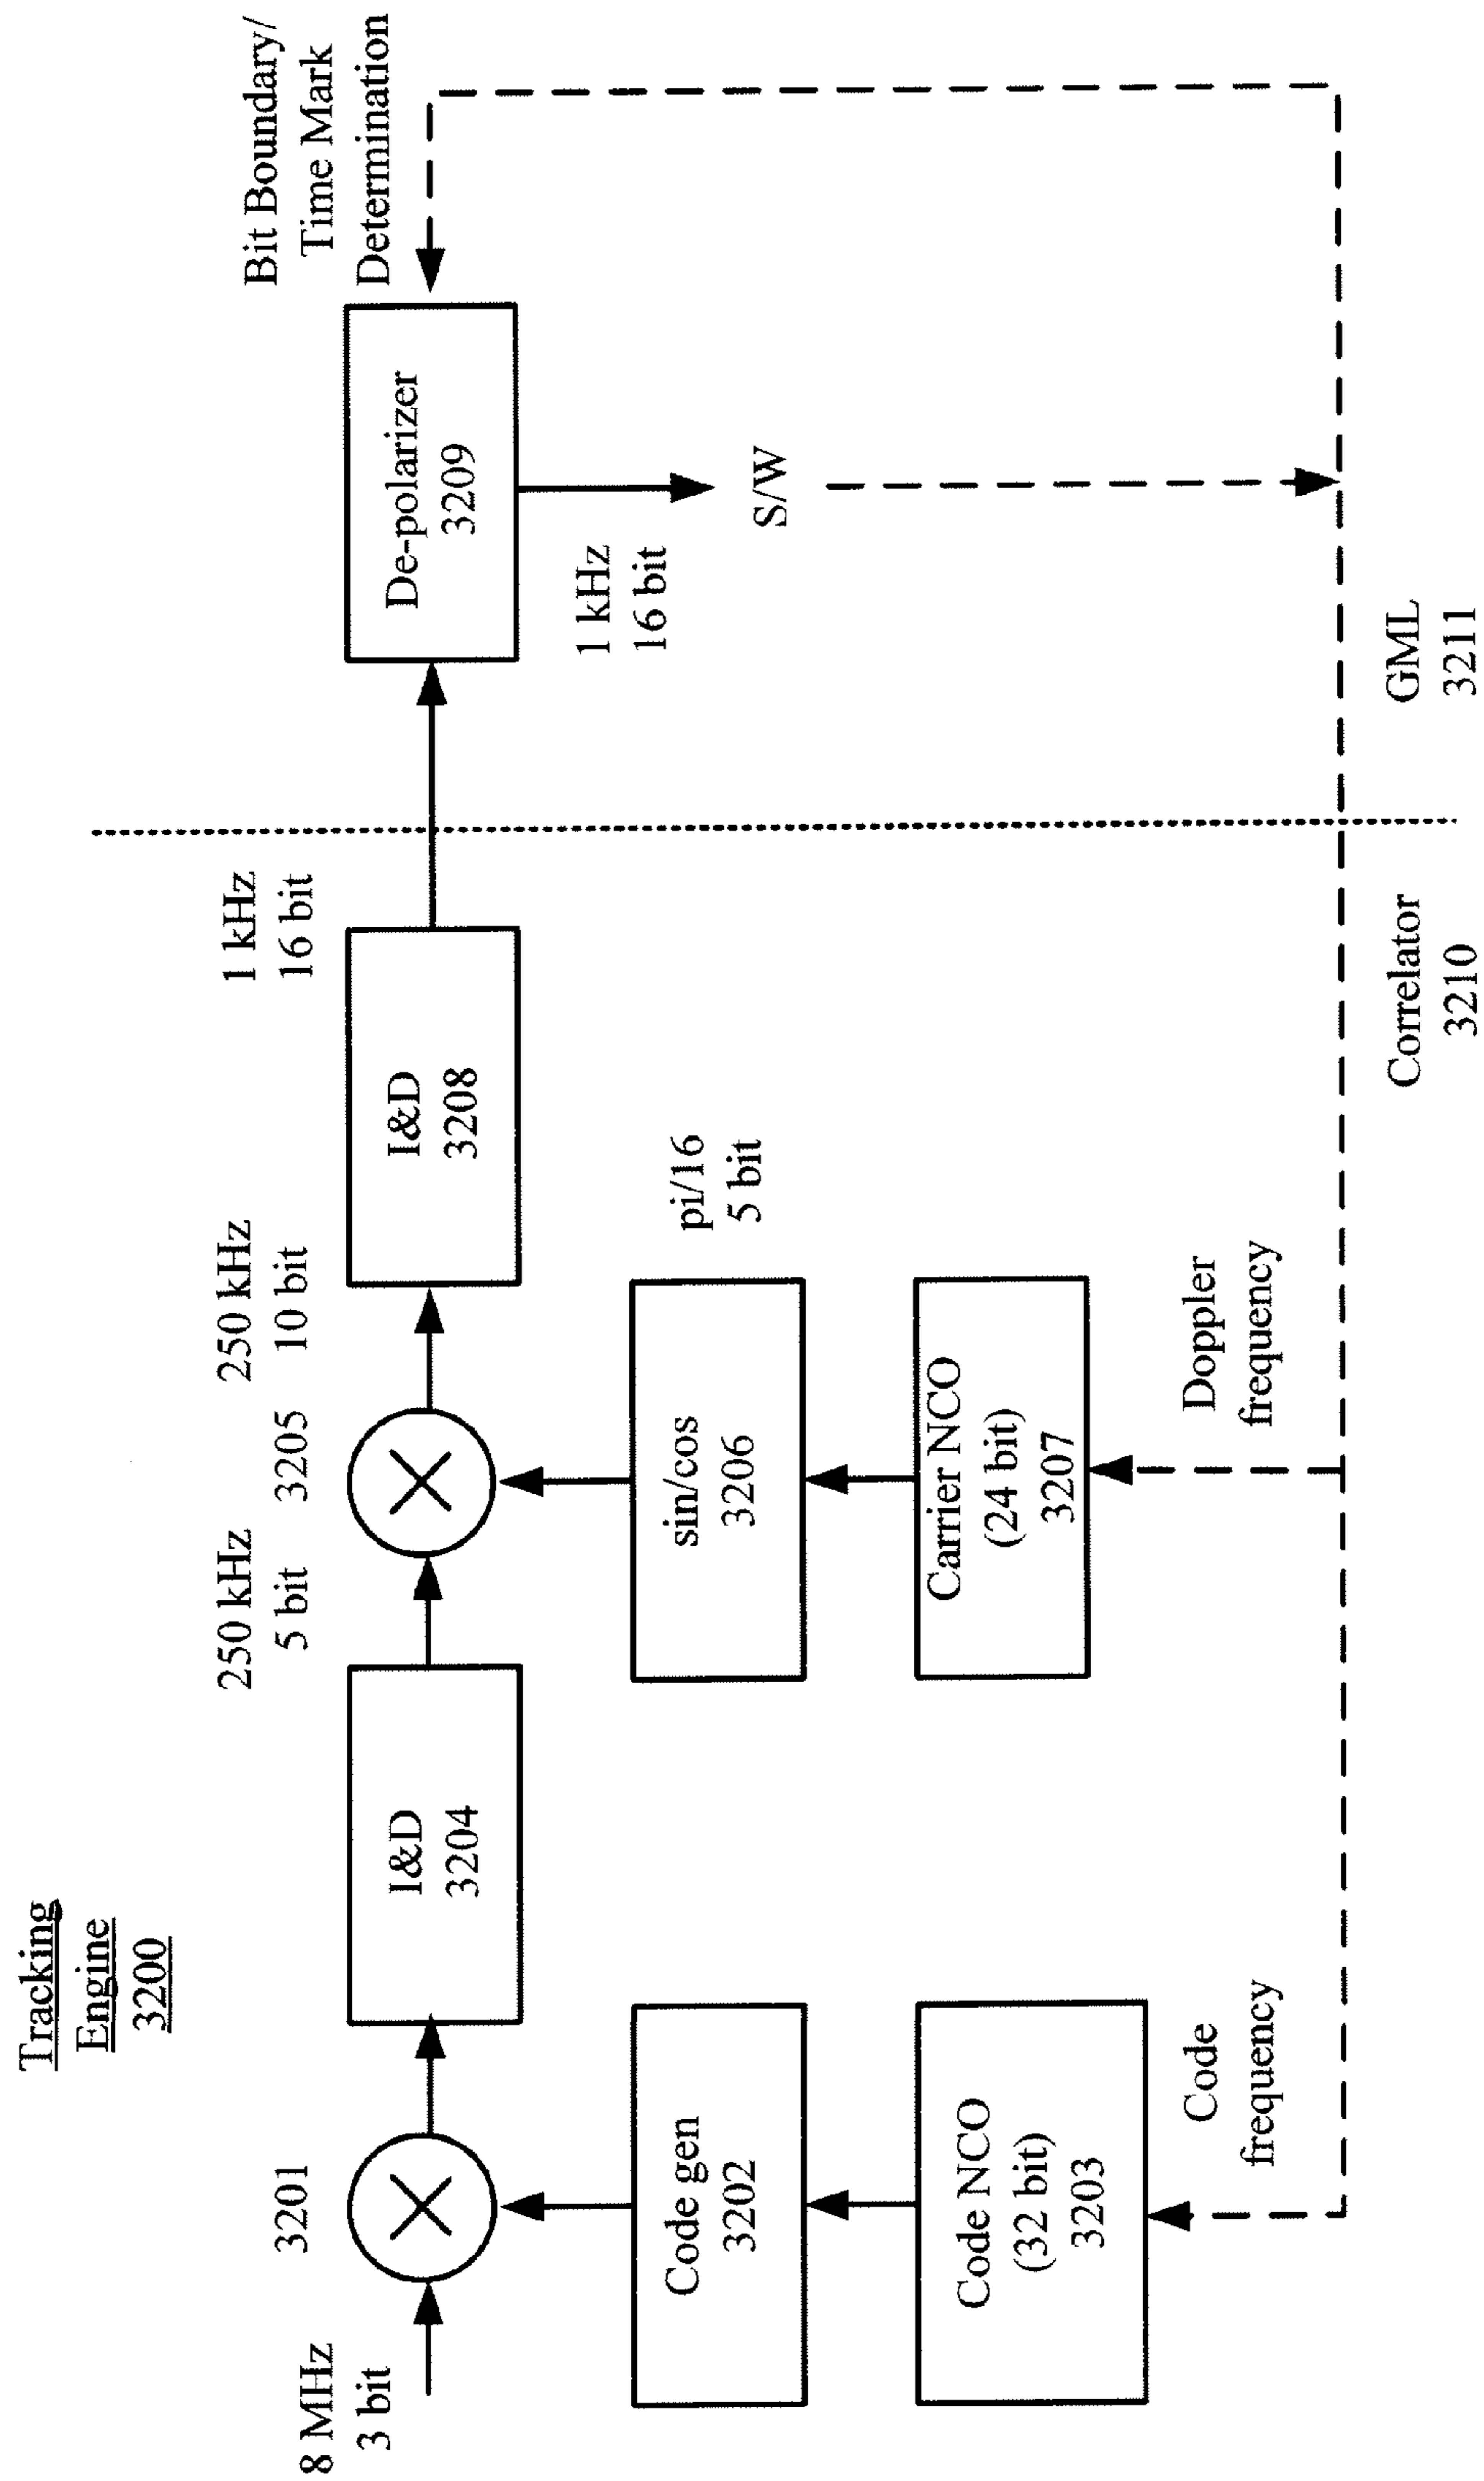 Tracking
Engine
3200
8 MHz
3 bit
3201
I&D
3204
250 kHz
5 bit
3205
250 kHz
10 bit
I&D
3208
1 kHz
16 bit
De-polarizer
3209
Bit Boundary/
Time Mark
Determination
1 kHz
16 bit
S/W
Code gen
3202
sin/cos
3206
pi/16
5 bit
Code NCO
(32 bit)
3203
Carrier NCO
(24 bit)
3207
Code
frequency
Doppler
frequency
Correlator
3210
GML
3211